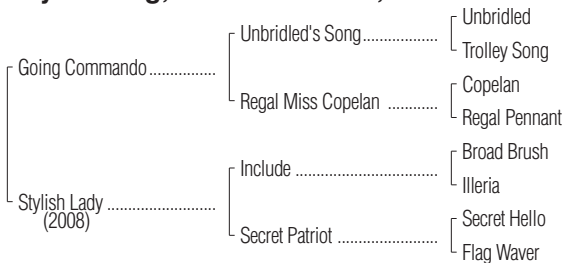 Unbridled
Unbridled's Song..................
Trolley Song
Going Commando................
Copelan
Regal Miss Copelan ............
Regal Pennant
Broad Brush
Include ...................................
Illeria
Stylish Lady ..........................
(2008)
Secret Hello
Secret Patriot .........................
Flag Waver